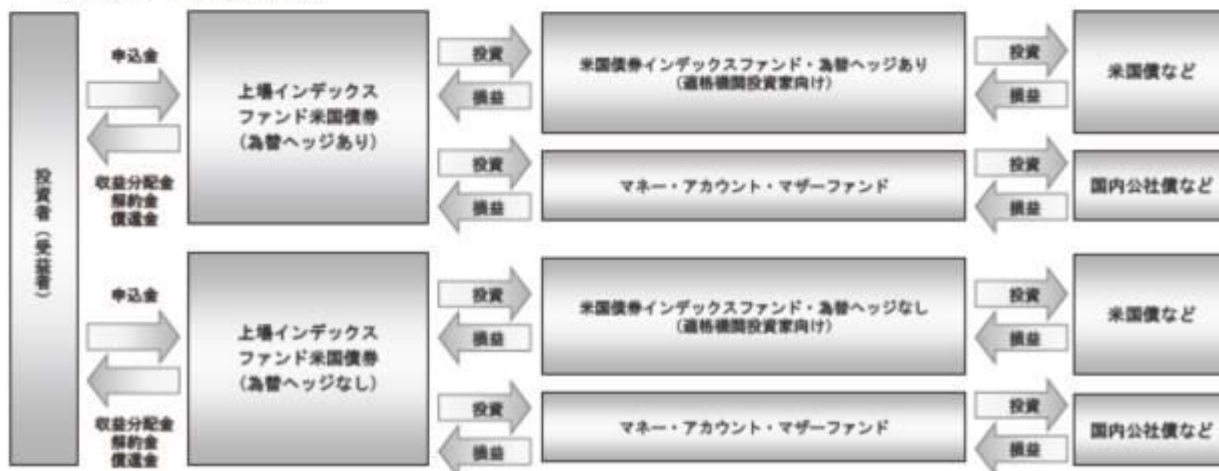 投資者（受益者）
申込金
収益分配金
解約金
償還金
上場インデックス
ファンド米国債券
（為替ヘッジあり）
投資
損益
米国債券インデックスファンド・為替ヘッジあり
（適格機関投資家向け）
投資
損益
米国債など
投資
損益
マネー・アカウント・マザーファンド
投資
損益
国内公社債など
申込金
収益分配金
解約金
償還金
上場インデックス
ファンド米国債券
（為替ヘッジなし）
投資
損益
米国債券インデックスファンド・為替ヘッジなし
（適格機関投資家向け）
投資
損益
米国債など
投資
損益
マネー・アカウント・マザーファンド
投資
損益
国内公社債など